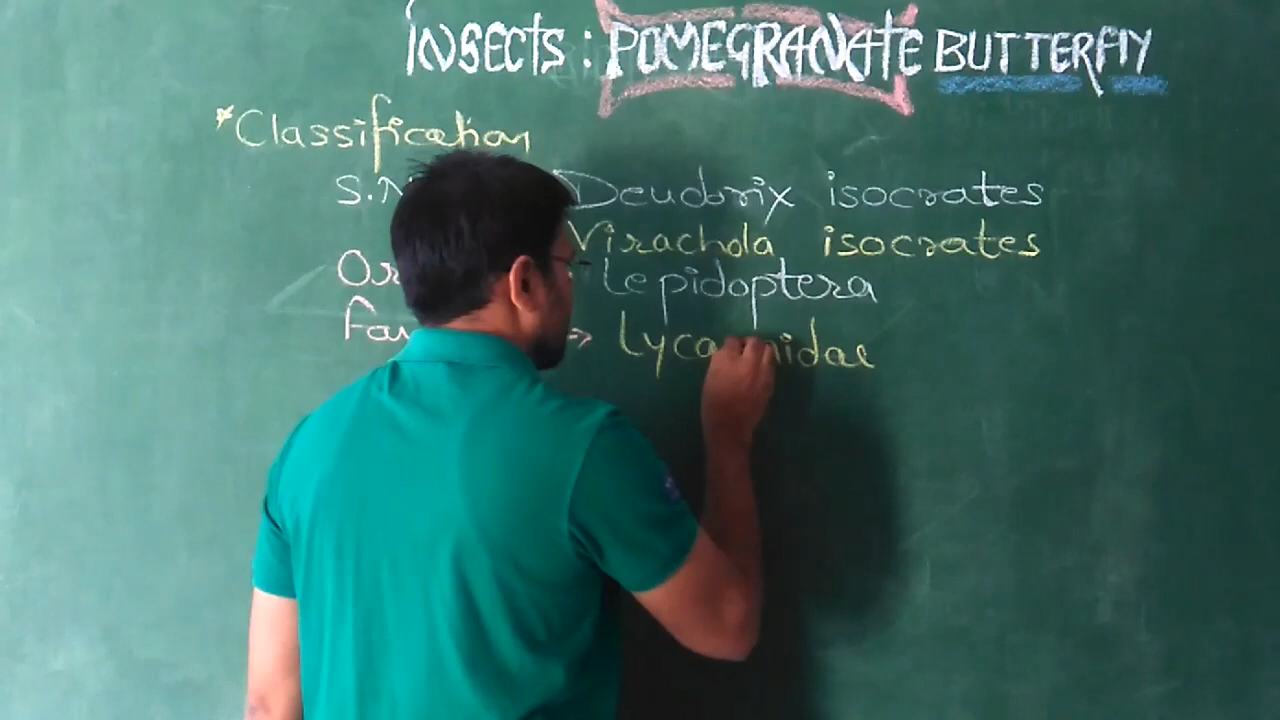 INSECTS: POMEGRANATE BUTTERFLY
*Classification
Deudorix isocrates
Virachola isocrates
Lepidoptera
⇒